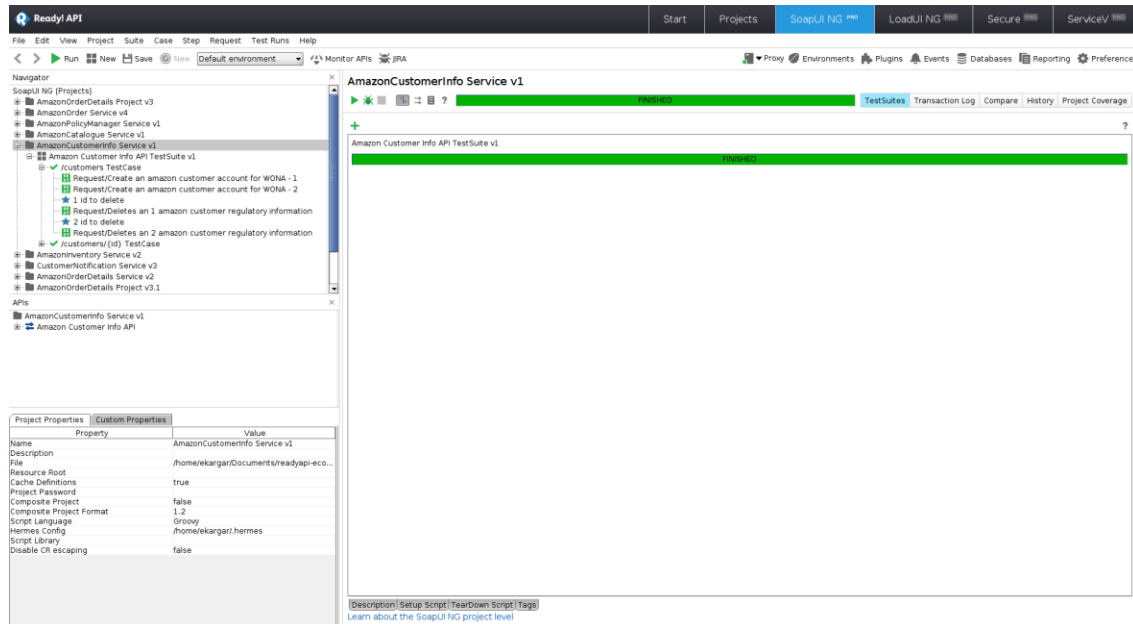 Ready! API
Start Projects SoapUI NG PRO LoadUI NG Secure ServiceV
File Edit View Project Suite Case Step Request Test Runs Help
Run New Save New Default environment Monitor APIs JIRA
Proxy Environments Plugins Events Databases Reporting Preference
Navigator ×
SoapUI NG [Projects]
AmazonOrderDetails Project v3
AmazonOrder Service v4
AmazonPolicyManager Service v1
AmazonCatalogue Service v1
AmazonCustomerInfo Service v1
Amazon Customer Info API TestSuite v1
/customers TestCase
Request/Create an amazon customer account for WONA - 1
Request/Create an amazon customer account for WONA - 2
1 id to delete
Request/Deletes an 1 amazon customer regulatory information
2 id to delete
Request/Deletes an 2 amazon customer regulatory information
/customers/{id} TestCase
AmazonInventory Service v2
CustomerNotification Service v3
AmazonOrderDetails Service v2
AmazonOrderDetails Project v3.1
APIs ×
AmazonCustomerInfo Service v1
Amazon Customer Info API
Project Properties Custom Properties
Property Value
Name AmazonCustomerInfo Service v1
Description
File /home/ekargar/Documents/readyapi-eco...
Resource Root
Cache Definitions true
Project Password
Composite Project false
Composite Project Format 1.2
Script Language Groovy
Hermes Config /home/ekargar/.hermes
Script Library
Disable CR escaping false
AmazonCustomerInfo Service v1
? FINISHED TestSuites Transaction Log Compare History Project Coverage
+ ?
Amazon Customer Info API TestSuite v1
FINISHED
Description Setup Script TearDown Script Tags
Learn about the SoapUI NG project level